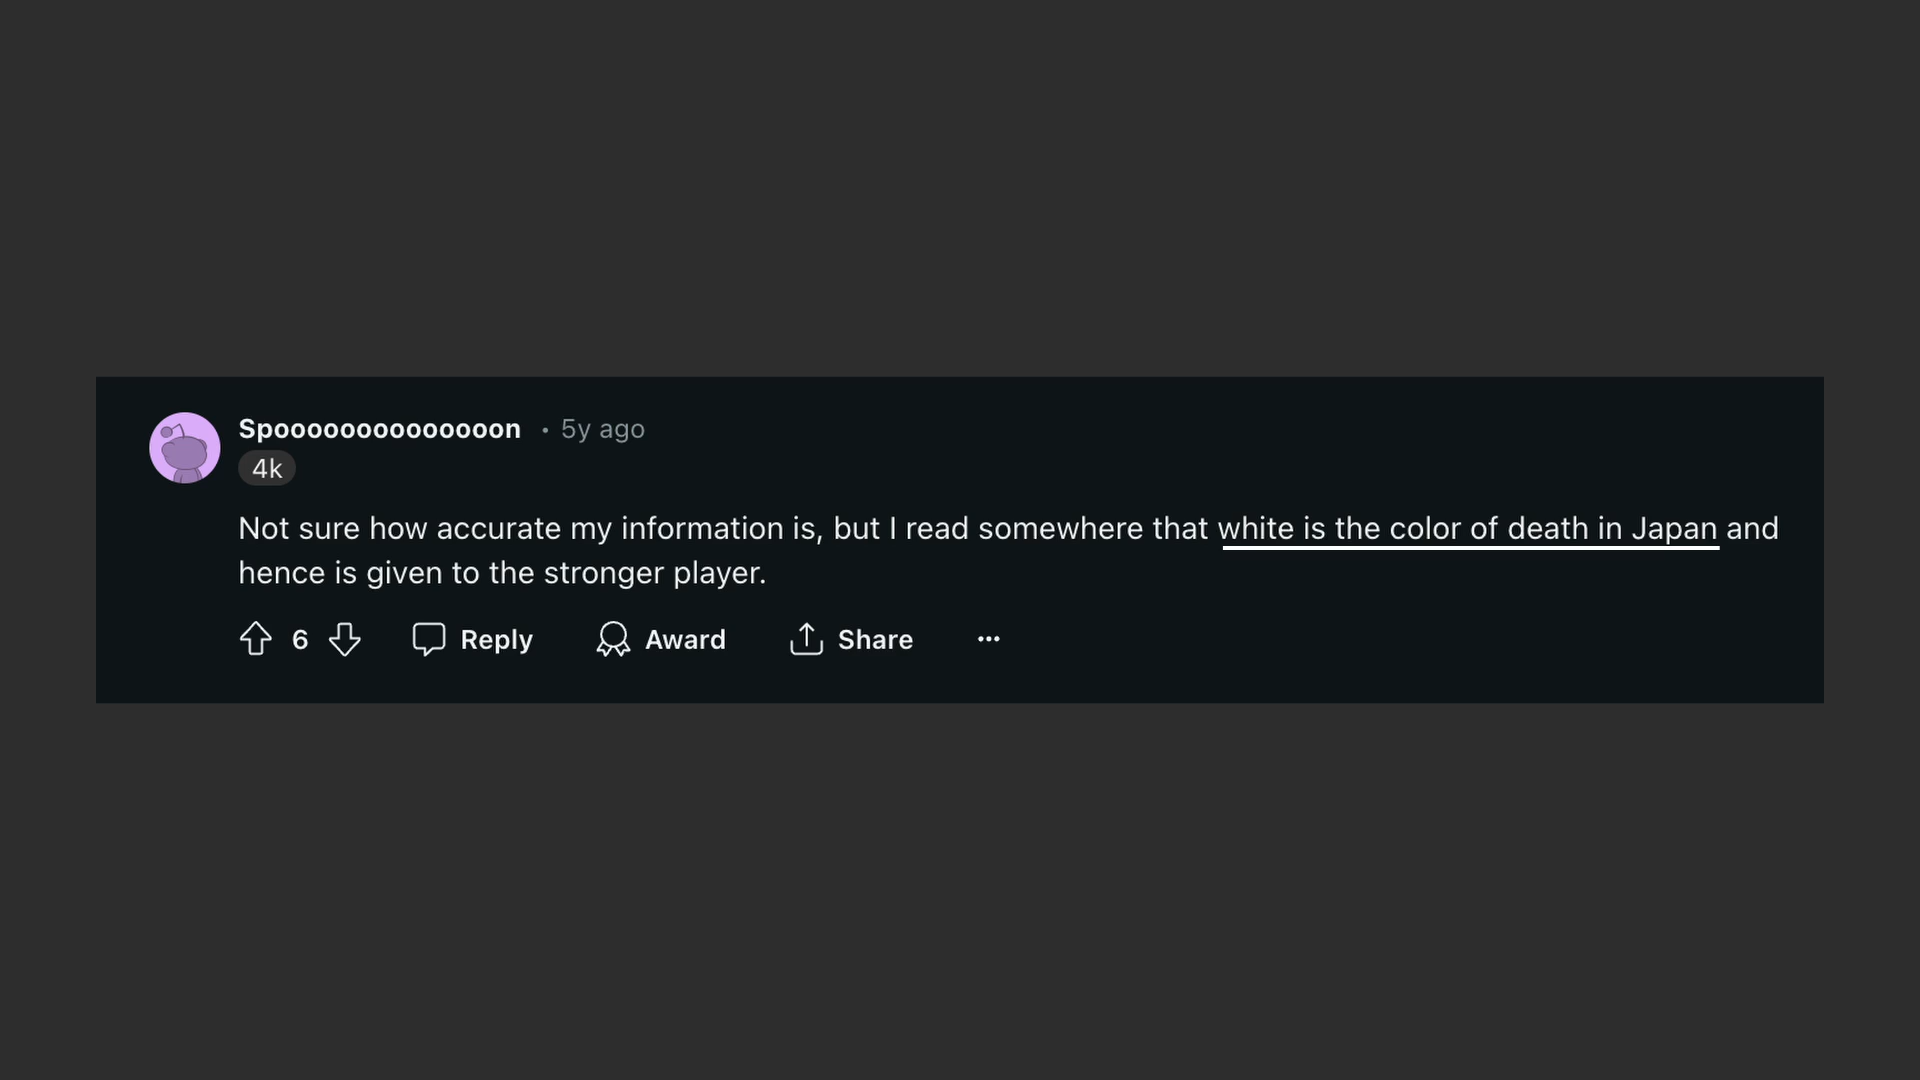 Spoooooooooooooon • 5y ago
4k
Not sure how accurate my information is, but I read somewhere that white is the color of death in Japan and
hence is given to the stronger player.
6 Reply Award Share ...